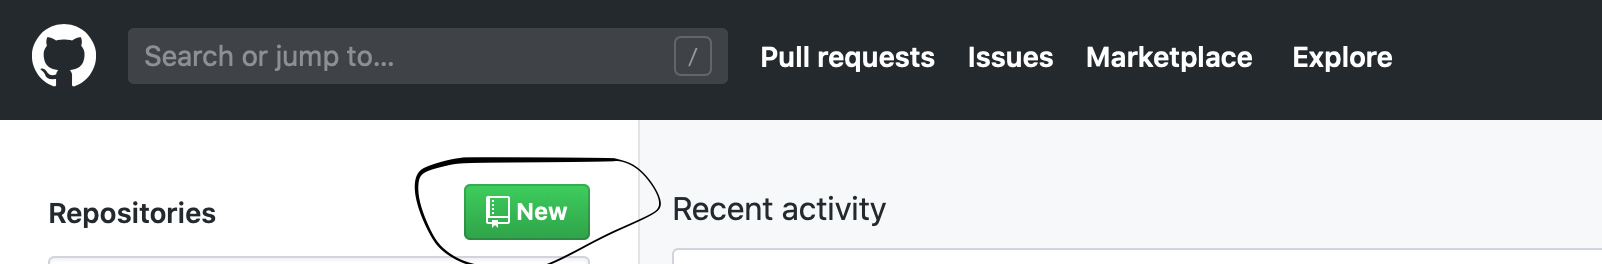 Search or jump to... /
Pull requests Issues Marketplace Explore
Repositories
New
Recent activity